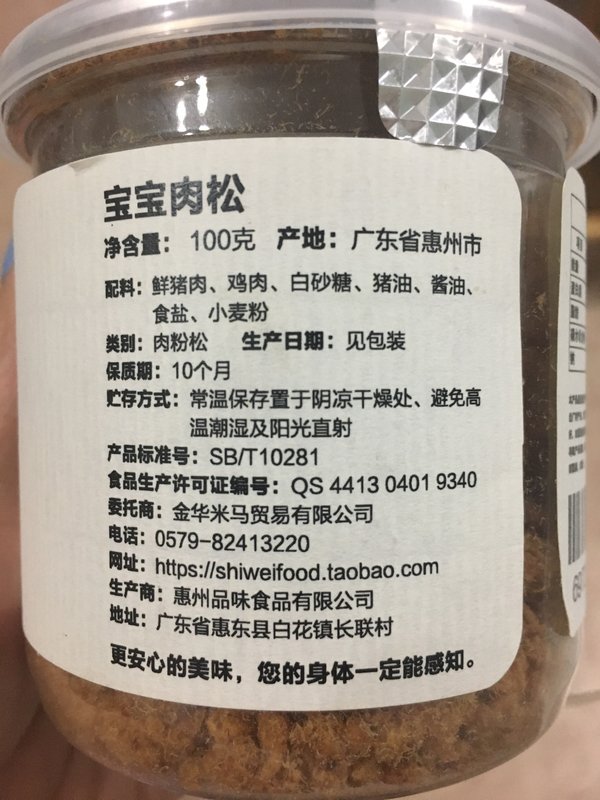 宝宝肉松
净含量： 100克 产地： 广东省惠州市
配料：鲜猪肉、鸡肉、白砂糖、猪油、酱油、
食盐、小麦粉
类别：肉粉松 生产日期：见包装
保质期：10个月
贮存方式：常温保存置于阴凉干燥处、避免高
温潮湿及阳光直射
产品标准号：SB/T10281
食品生产许可证编号：QS 4413 0401 9340
委托商：金华米马贸易有限公司
电话：0579-82413220
网址：https://shiweifood.taobao.com
生产商：惠州品味食品有限公司
地址：广东省惠东县白花镇长联村
更安心的美味，您的身体一定能感知。